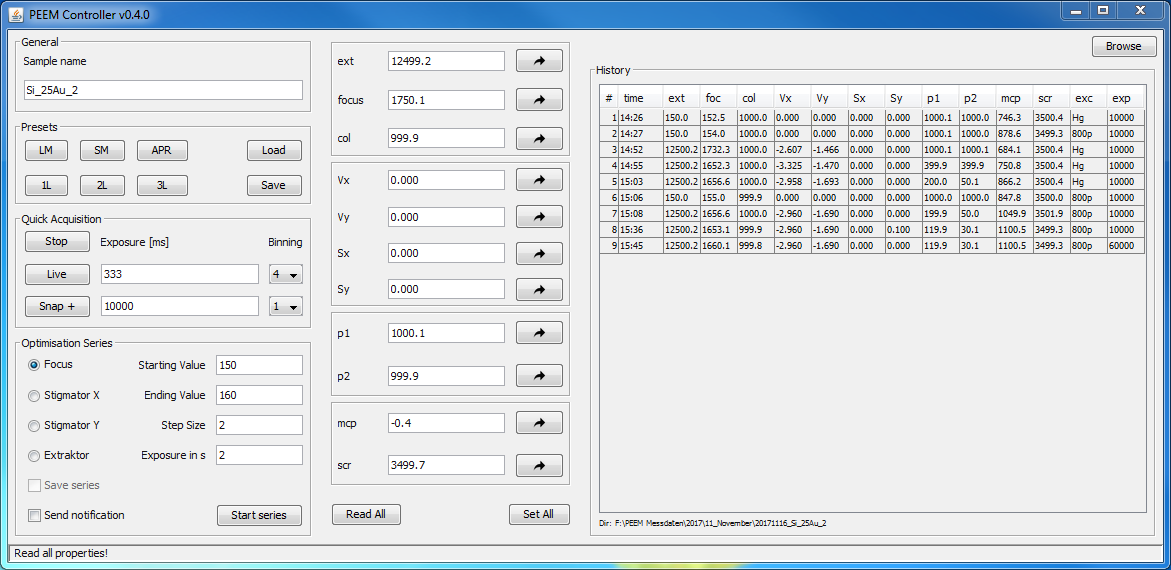 PEEM Controller v0.4.0
General
Sample name
Si_25Au_2
Presets
LM SM APR Load
1L 2L 3L Save
Quick Acquisition
Stop Exposure [ms] Binning
Live 333 4
Snap + 10000 1
Optimisation Series
Focus Starting Value 150
Stigmator X Ending Value 160
Stigmator Y Step Size 2
Extraktor Exposure in s 2
Save series
Send notification Start series
ext 12499.2
focus 1750.1
col 999.9
Vx 0.000
Vy 0.000
Sx 0.000
Sy 0.000
p1 1000.1
p2 999.9
mcp -0.4
scr 3499.7
Read All Set All
Browse
History
# time ext foc col Vx Vy Sx Sy p1 p2 mcp scr exc exp
1 14:26 150.0 152.5 1000.0 0.000 0.000 0.000 0.000 1000.1 1000.0 746.3 3500.4 Hg 10000
2 14:27 150.0 154.0 1000.0 0.000 0.000 0.000 0.000 1000.1 1000.0 878.6 3499.3 800p 10000
3 14:52 12500.2 1732.3 1000.0 -2.607 -1.466 0.000 0.000 1000.1 1000.1 684.1 3500.4 Hg 10000
4 14:55 12500.2 1652.3 1000.0 -3.325 -1.470 0.000 0.000 399.9 399.9 750.8 3500.4 Hg 10000
5 15:03 12500.2 1656.6 1000.0 -2.958 -1.693 0.000 0.000 200.0 50.1 866.2 3500.4 Hg 10000
6 15:06 150.0 155.0 999.9 0.000 0.000 0.000 0.000 1000.0 1000.0 847.8 3500.0 800p 10000
7 15:08 12500.2 1656.6 1000.0 -2.960 -1.690 0.000 0.000 199.9 50.0 1049.9 3501.9 800p 10000
8 15:36 12500.2 1653.1 999.9 -2.960 -1.690 0.000 0.100 119.9 30.1 1100.5 3499.3 800p 10000
9 15:45 12500.2 1660.1 999.8 -2.960 -1.690 0.000 0.000 119.9 30.1 1100.5 3499.3 800p 60000
Dir: F:\PEEM Messdaten\2017\11_November\20171116_Si_25Au_2
Read all properties!